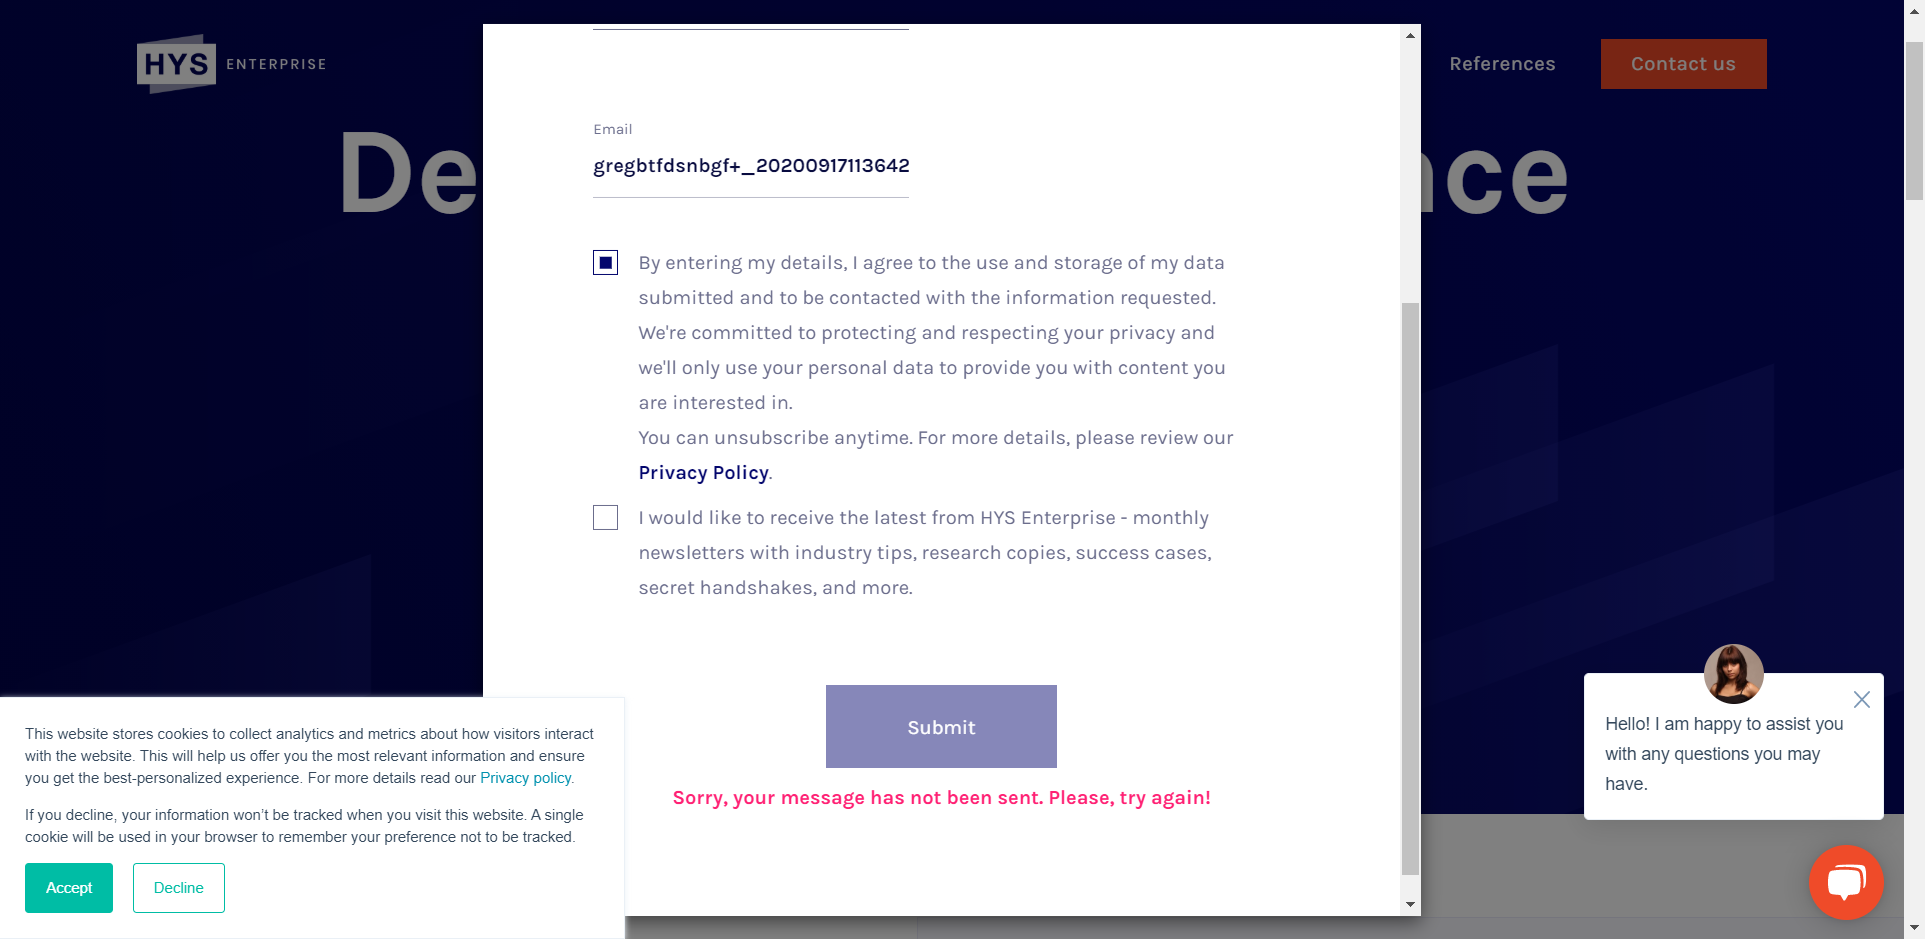 HYS ENTERPRISE
References
Contact us
De
nce
Email
gregbtfdsnbgf+_20200917113642
By entering my details, I agree to the use and storage of my data
submitted and to be contacted with the information requested.
We're committed to protecting and respecting your privacy and
we'll only use your personal data to provide you with content you
are interested in.
You can unsubscribe anytime. For more details, please review our
Privacy Policy.
I would like to receive the latest from HYS Enterprise - monthly
newsletters with industry tips, research copies, success cases,
secret handshakes, and more.
Submit
Sorry, your message has not been sent. Please, try again!
This website stores cookies to collect analytics and metrics about how visitors interact
with the website. This will help us offer you the most relevant information and ensure
you get the best-personalized experience. For more details read our Privacy policy.
If you decline, your information won’t be tracked when you visit this website. A single
cookie will be used in your browser to remember your preference not to be tracked.
Accept
Decline
Hello! I am happy to assist you
with any questions you may
have.